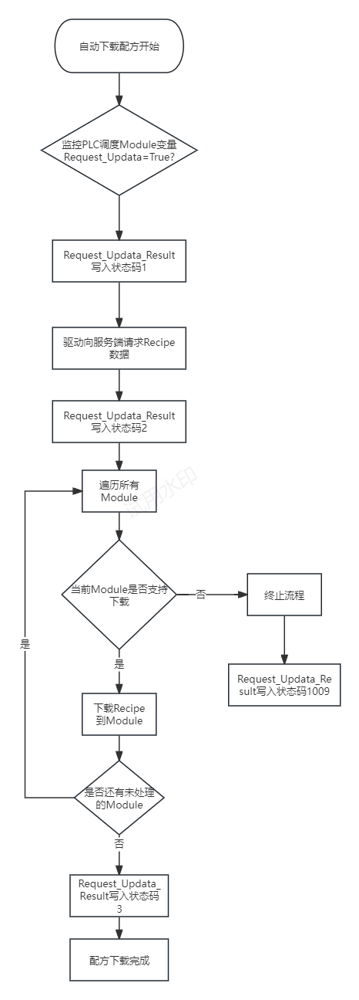 自动下载配方开始
监控PLC调度Module变量
Request_Updata=True?
Request_Updata_Result
写入状态码1
驱动向服务端请求Recipe
数据
Request_Updata_Result
写入状态码2
遍历所有
Module
试用水印
当前Module是否支持
下载
否
终止流程
是
是
Request_Updata_Re
sult写入状态码1009
下载Recipe
到Module
是否还有未处理
的Module
否
Request_Updata_
Result写入状态码
3
配方下载完成